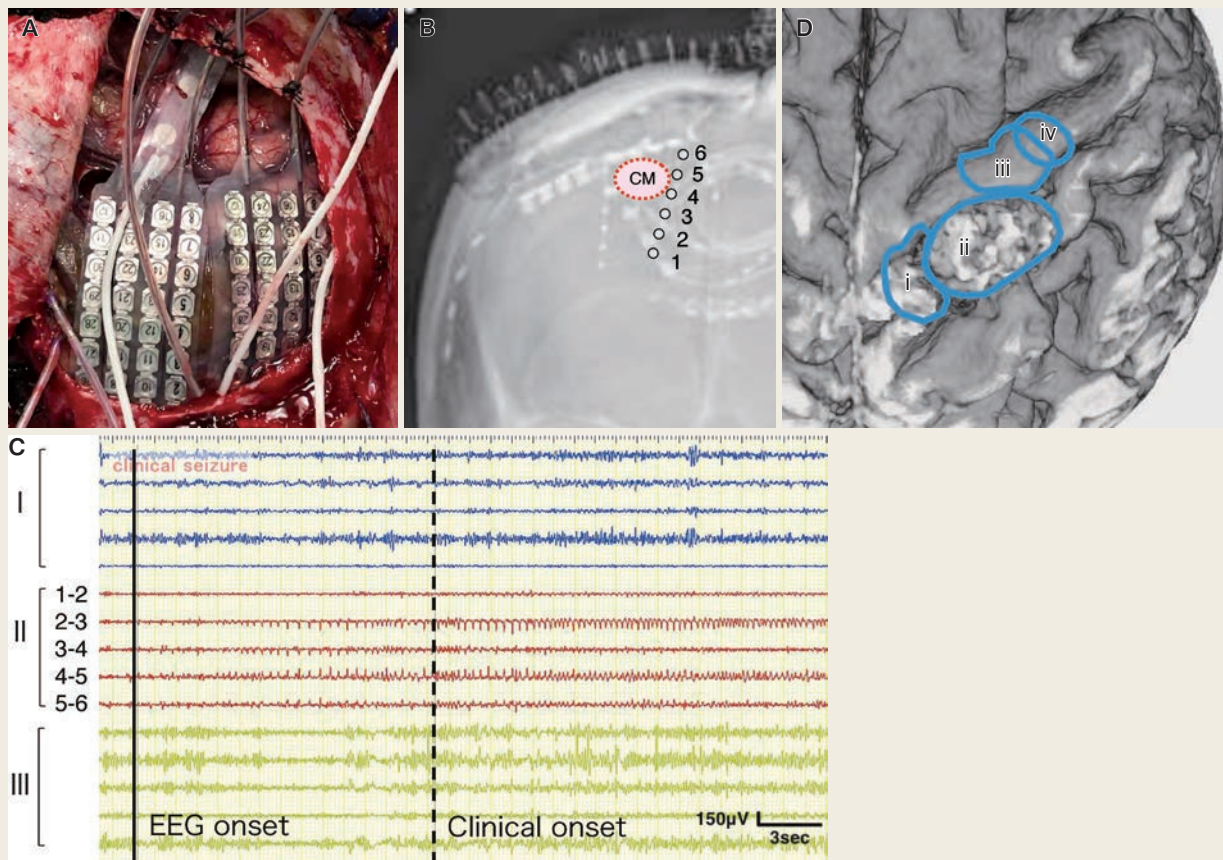 A
B
6
CM
5
4
3
2
1
D
iv
iii
ii
i
C
clinical seizure
I
1-2
2-3
II
3-4
4-5
5-6
III
EEG onset
Clinical onset
150μV
3sec